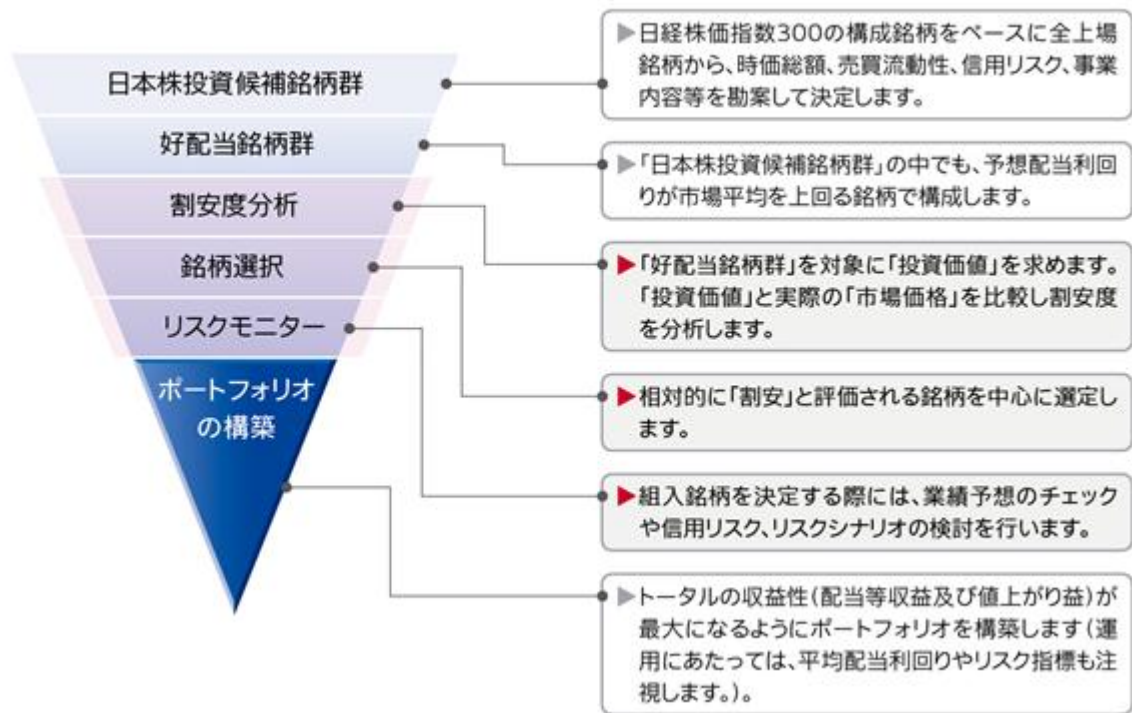 日本株投資候補銘柄群
好配当銘柄群
割安度分析
銘柄選択
リスクモニター
ポートフォリオ
の構築
▶日経株価指数300の構成銘柄をベースに全上場
銘柄から、時価総額、売買流動性、信用リスク、事業
内容等を勘案して決定します。
▶「日本株投資候補銘柄群」の中でも、予想配当利回
りが市場平均を上回る銘柄で構成します。
▶「好配当銘柄群」を対象に「投資価値」を求めます。
「投資価値」と実際の「市場価格」を比較し割安度
を分析します。
▶相対的に「割安」と評価される銘柄を中心に選定し
ます。
▶組入銘柄を決定する際には、業績予想のチェック
や信用リスク、リスクシナリオの検討を行います。
▶トータルの収益性(配当等収益及び値上がり益)が
最大になるようにポートフォリオを構築します(運
用にあたっては、平均配当利回りやリスク指標も注
視します。)。